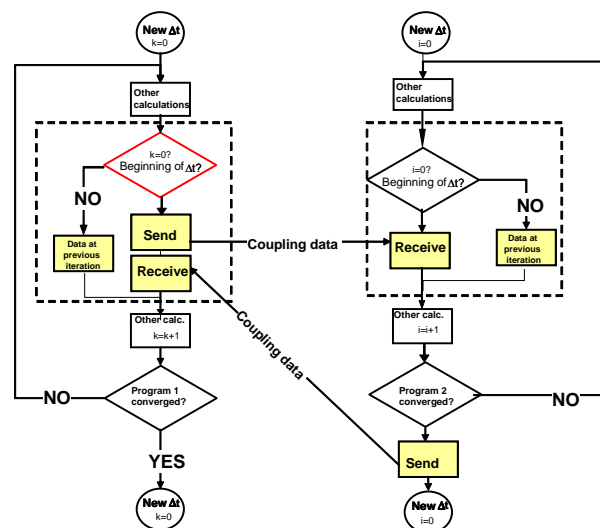 New Δt
k=0
Other
calculations
k=0?
Beginning of Δt?
NO
Send
Data at
previous
iteration
Receive
Other calc.
k=k+1
Program 1
converged?
NO
YES
New Δt
k=0
Coupling data
Coupling data
New Δt
i=0
Other
calculations
i=0?
Beginning of Δt?
NO
Receive
Data at
previous
iteration
Other calc.
i=i+1
Program 2
converged?
NO
Send
New Δt
i=0